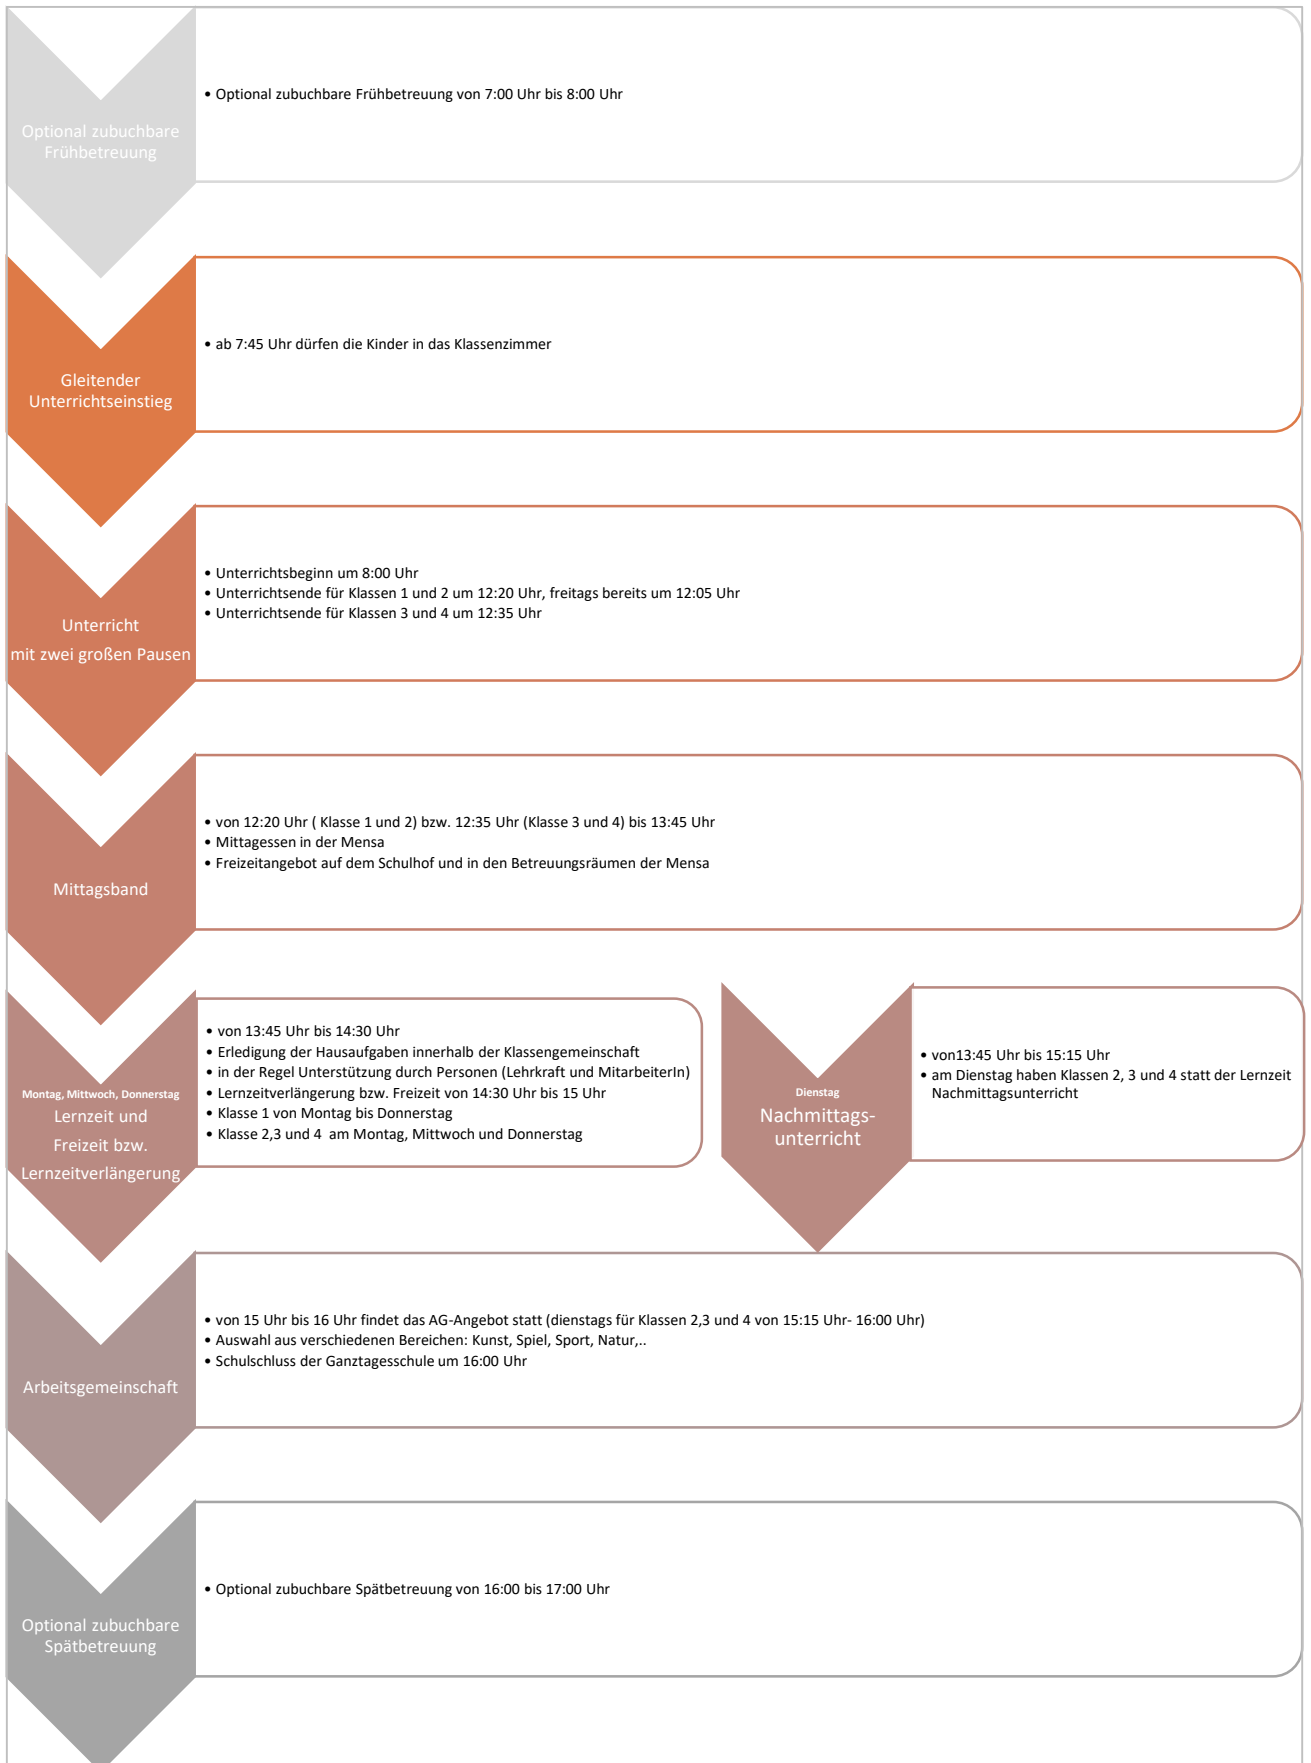 Optional zubuchbare
Frühbetreuung
• Optional zubuchbare Frühbetreuung von 7:00 Uhr bis 8:00 Uhr
Gleitender
Unterrichtseinstieg
• ab 7:45 Uhr dürfen die Kinder in das Klassenzimmer
Unterricht
mit zwei großen Pausen
• Unterrichtsbeginn um 8:00 Uhr
• Unterrichtsende für Klassen 1 und 2 um 12:20 Uhr, freitags bereits um 12:05 Uhr
• Unterrichtsende für Klassen 3 und 4 um 12:35 Uhr
Mittagsband
• von 12:20 Uhr ( Klasse 1 und 2) bzw. 12:35 Uhr (Klasse 3 und 4) bis 13:45 Uhr
• Mittagessen in der Mensa
• Freizeitangebot auf dem Schulhof und in den Betreuungsräumen der Mensa
Montag, Mittwoch, Donnerstag
Lernzeit und
Freizeit bzw.
Lernzeitverlängerung
• von 13:45 Uhr bis 14:30 Uhr
• Erledigung der Hausaufgaben innerhalb der Klassengemeinschaft
• in der Regel Unterstützung durch Personen (Lehrkraft und MitarbeiterIn)
• Lernzeitverlängerung bzw. Freizeit von 14:30 Uhr bis 15 Uhr
• Klasse 1 von Montag bis Donnerstag
• Klasse 2,3 und 4 am Montag, Mittwoch und Donnerstag
Dienstag
Nachmittags-
unterricht
• von13:45 Uhr bis 15:15 Uhr
• am Dienstag haben Klassen 2, 3 und 4 statt der Lernzeit
Nachmittagsunterricht
Arbeitsgemeinschaft
• von 15 Uhr bis 16 Uhr findet das AG-Angebot statt (dienstags für Klassen 2,3 und 4 von 15:15 Uhr- 16:00 Uhr)
• Auswahl aus verschiedenen Bereichen: Kunst, Spiel, Sport, Natur,..
• Schulschluss der Ganztagesschule um 16:00 Uhr
Optional zubuchbare
Spätbetreuung
• Optional zubuchbare Spätbetreuung von 16:00 bis 17:00 Uhr